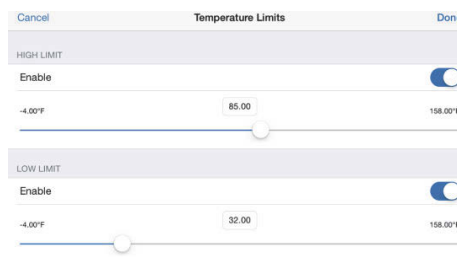 Cancel Temperature Limits Don
HIGH LIMIT
Enable
-4.00°F 85.00 158.00°F
LOW LIMIT
Enable
-4.00°F 32.00 158.00°F